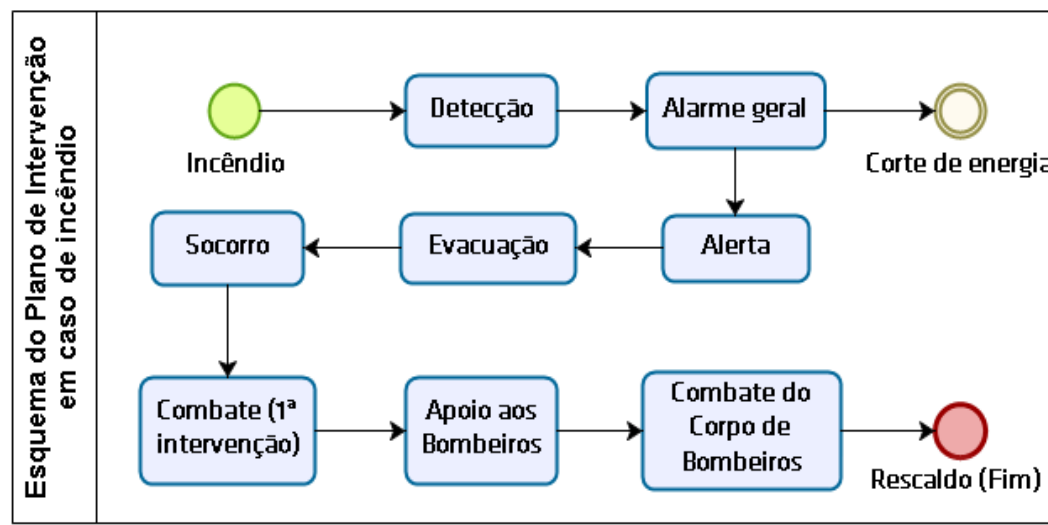 Esquema do Plano de Intervenção
em caso de incêndio
Incêndio
Detecção
Alarme geral
Corte de energia
Socorro
Evacuação
Alerta
Combate (1ª
intervenção)
Apoio aos
Bombeiros
Combate do
Corpo de
Bombeiros
Rescaldo (Fim)